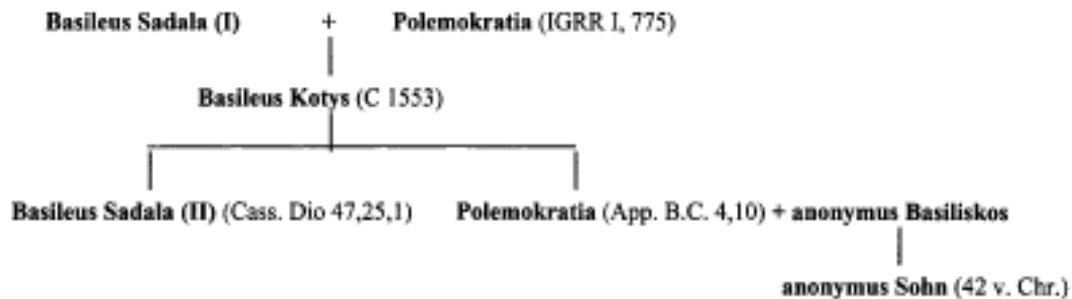 Basileus Sadala (I) + Polemokratia (IGRR I, 775)
Basileus Kotys (C 1553)
Basileus Sadala (II) (Cass. Dio 47,25,1) Polemokratia (App. B.C. 4,10) + anonymus Basiliskos
anonymus Sohn (42 v. Chr.)